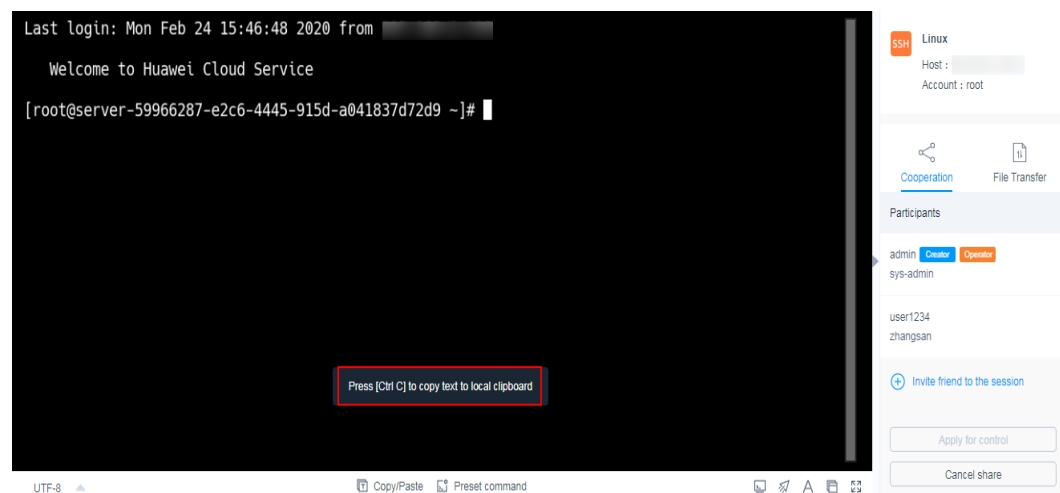 Last login: Mon Feb 24 15:46:48 2020 from
Welcome to Huawei Cloud Service
[root@server-59966287-e2c6-4445-915d-a041837d72d9 ~]#
Press [Ctrl C] to copy text to local clipboard
UTF-8
Copy/Paste
Preset command
SSH
Linux
Host :
Account : root
Cooperation
File Transfer
Participants
admin Creator Operator
sys-admin
user1234
zhangsan
Invite friend to the session
Apply for control
Cancel share